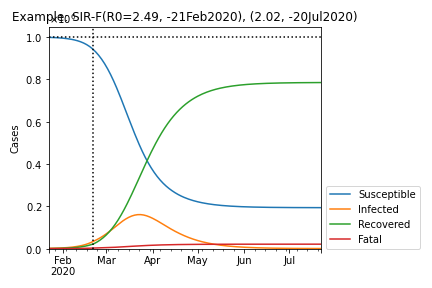 Example: SIR-F(R0=2.49, -21Feb2020), (2.02, -20Jul2020)
1.0
0.8
0.6
0.4
0.2
0.0
Cases
Feb Mar Apr May Jun Jul
2020
Susceptible
Infected
Recovered
Fatal